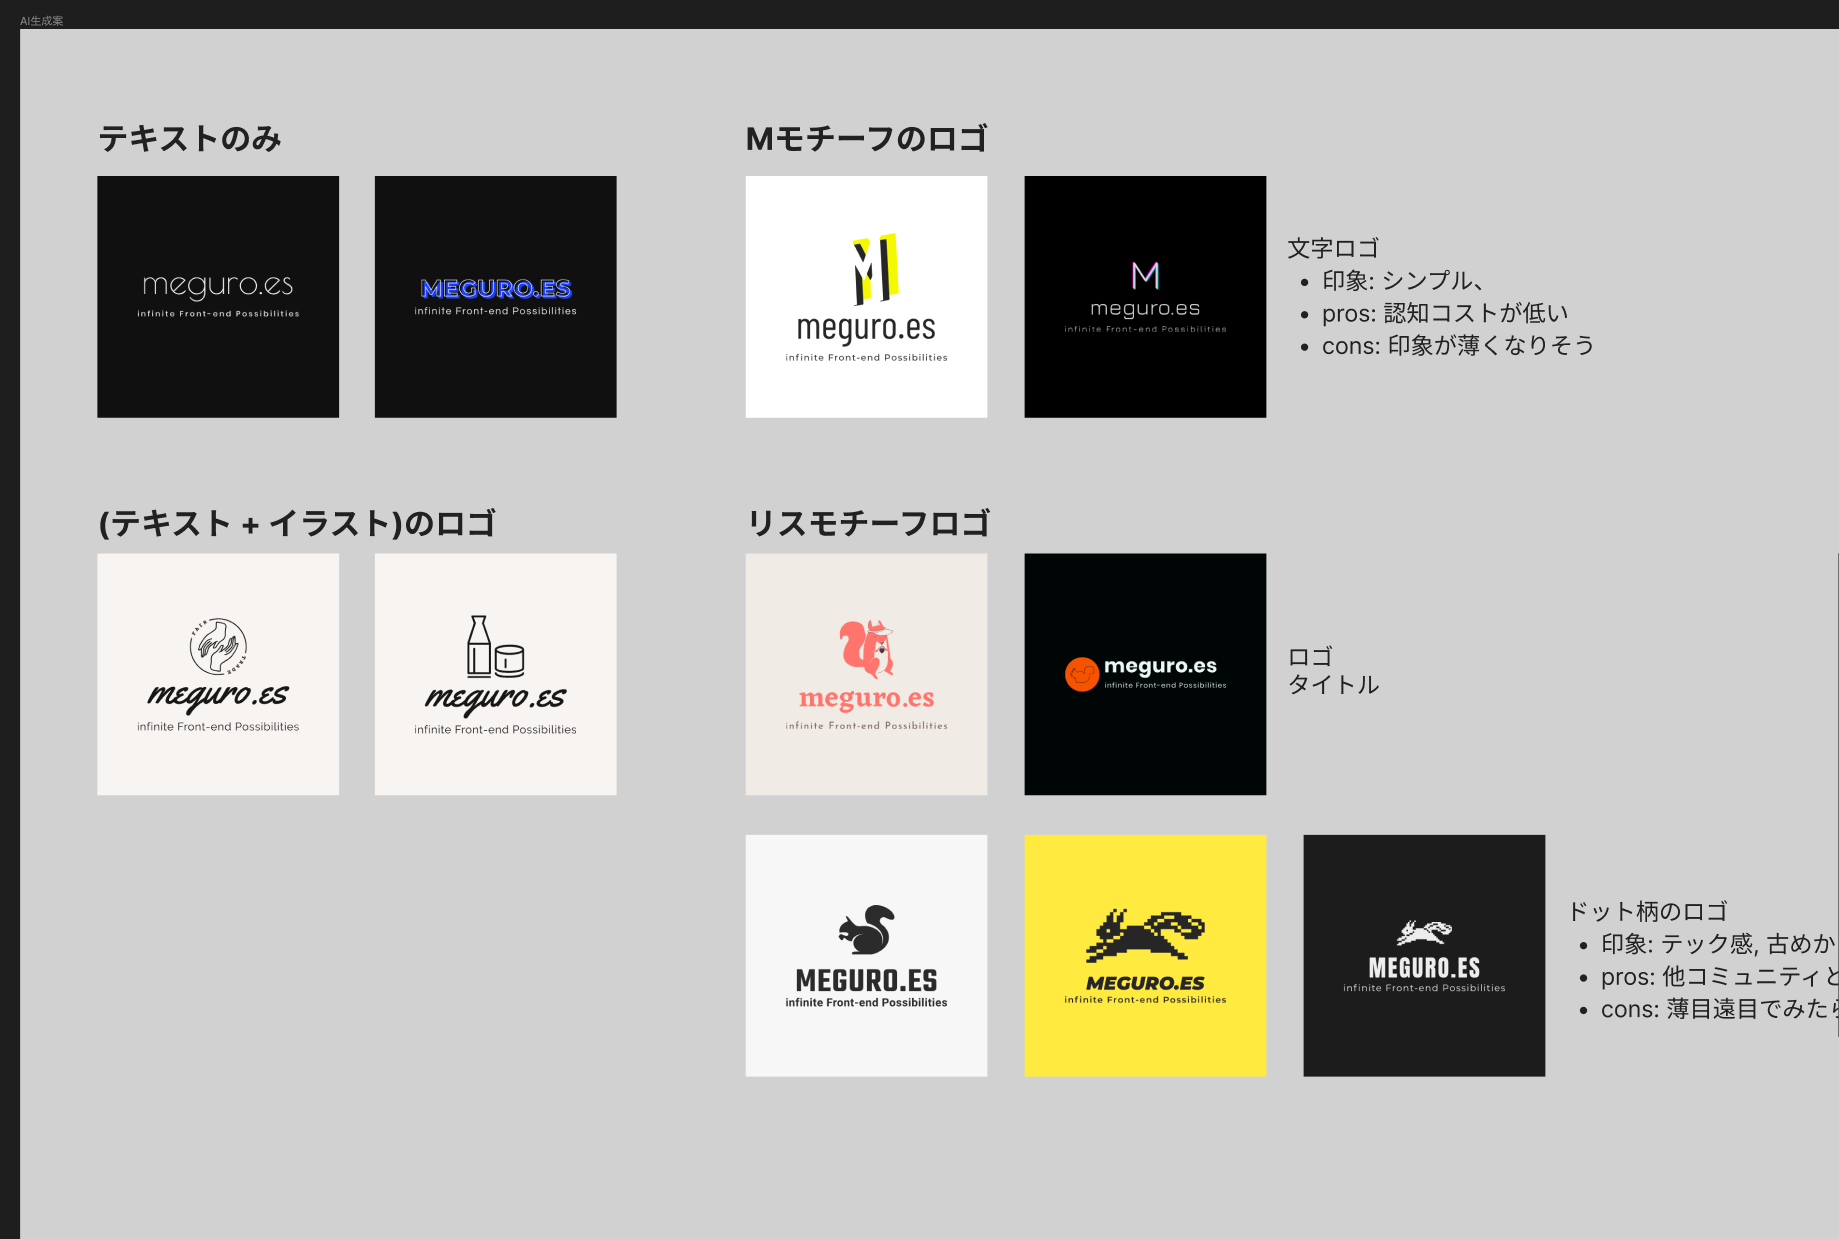 AI生成案
テキストのみ
meguro.es
infinite Front-end Possibilities
MEGURO.ES
infinite Front-end Possibilities
Mモチーフのロゴ
M
meguro.es
infinite Front-end Possibilities
M
meguro.es
infinite Front-end Possibilities
文字ロゴ
• 印象: シンプル、
• pros: 認知コストが低い
• cons: 印象が薄くなりそう
(テキスト + イラスト)のロゴ
FAIR
TRADE
meguro.es
infinite Front-end Possibilities
meguro.es
infinite Front-end Possibilities
リスモチーフロゴ
meguro.es
infinite Front-end Possibilities
meguro.es
infinite Front-end Possibilities
ロゴ
タイトル
MEGURO.ES
infinite Front-end Possibilities
MEGURO.ES
infinite Front-end Possibilities
MEGURO.ES
infinite Front-end Possibilities
ドット柄のロゴ
• 印象: テック感, 古めか
• pros: 他コミュニティと
• cons: 薄目遠目でみたら